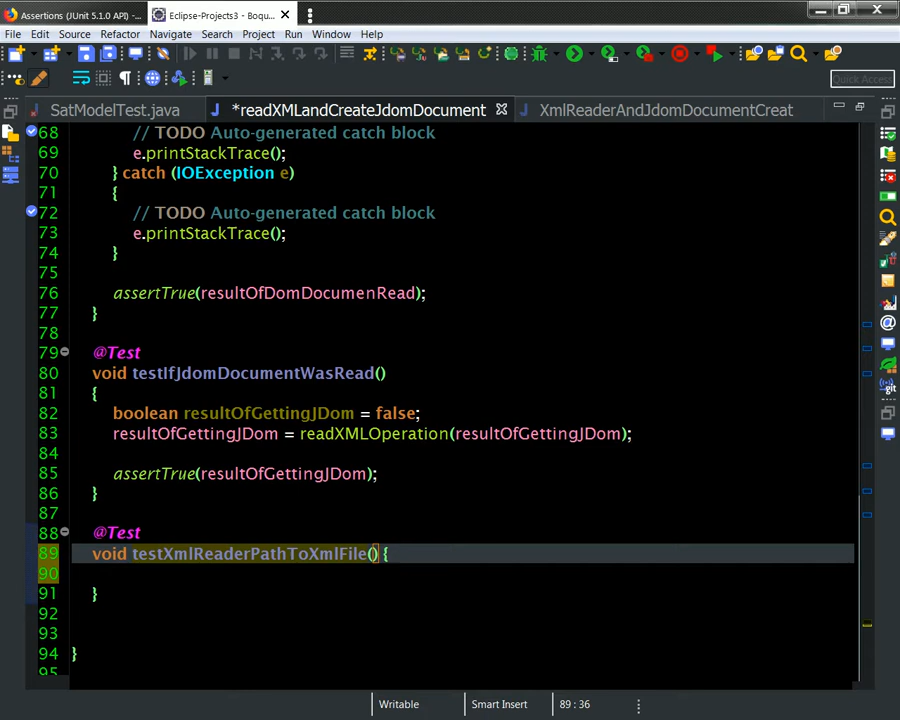 Assertions (JUnit 5.1.0 API) -
Eclipse-Projects3 - Boqu...
File Edit Source Refactor Navigate Search Project Run Window Help
Quick Access
SatModelTest.java *readXMLandCreateJdomDocument XmlReaderAndJdomDocumentCreat
68 // TODO Auto-generated catch block
69 e.printStackTrace();
70 } catch (IOException e)
71 {
72 // TODO Auto-generated catch block
73 e.printStackTrace();
74 }
75
76 assertTrue(resultOfDomDocumenRead);
77 }
78
79 @Test
80 void testIfJdomDocumentWasRead()
81 {
82 boolean resultOfGettingJDom = false;
83 resultOfGettingJDom = readXMLOperation(resultOfGettingJDom);
84
85 assertTrue(resultOfGettingJDom);
86 }
87
88 @Test
89 void testXmlReaderPathToXmlFile() {
90
91 }
92
93
94 }
95
Writable Smart Insert 89 : 36